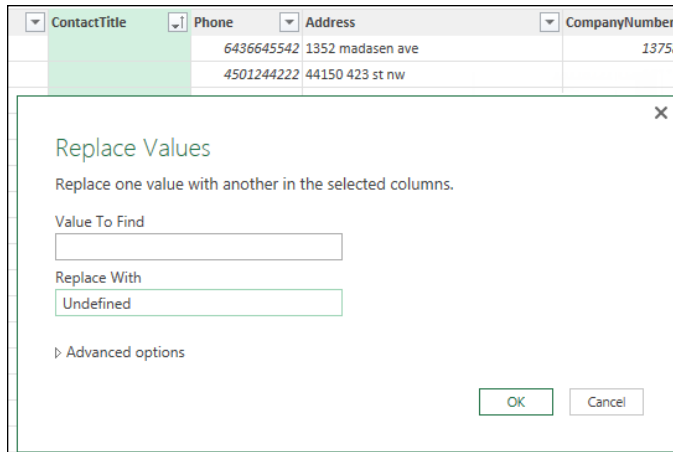 ContactTitle Phone Address CompanyNumber
6436645542 1352 madasen ave 1375
4501244222 44150 423 st nw
Replace Values
Replace one value with another in the selected columns.
Value To Find
Replace With
Undefined
Advanced options
OK Cancel